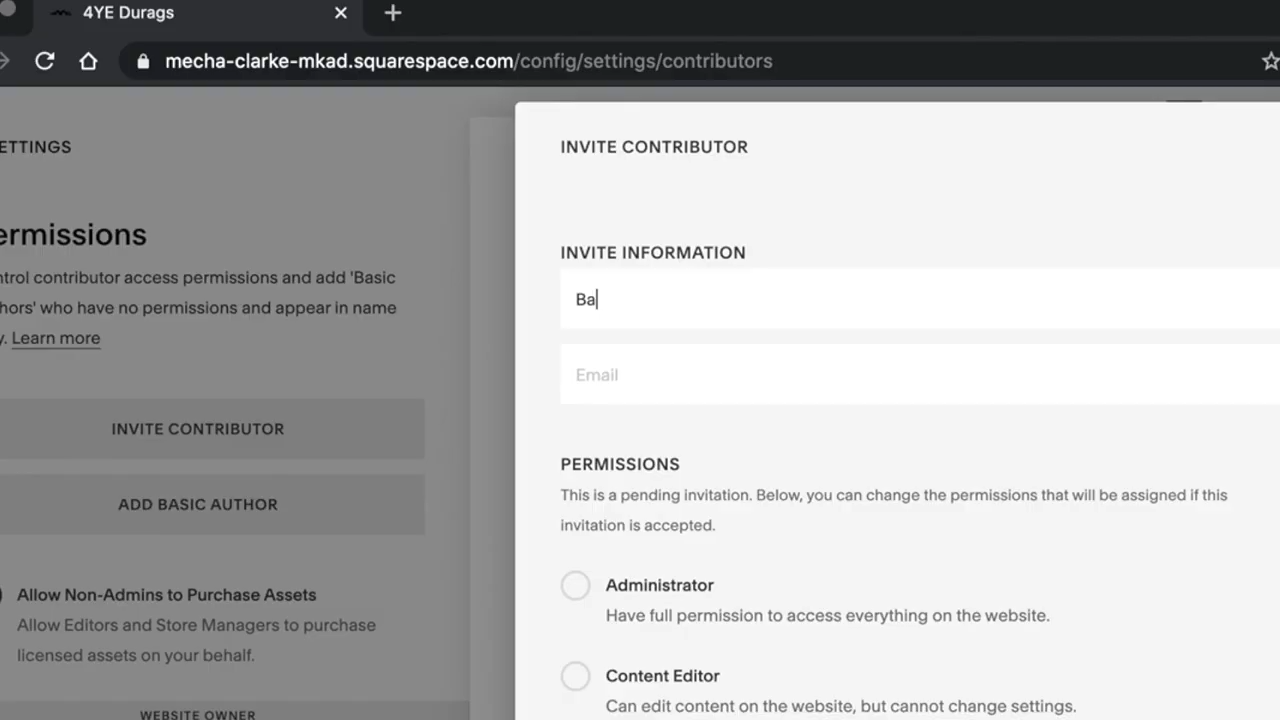 4YE Durags
mecha-clarke-mkad.squarespace.com/config/settings/contributors
ETTINGS
ermissions
ntrol contributor access permissions and add 'Basic
thors' who have no permissions and appear in name
y. Learn more
INVITE CONTRIBUTOR
ADD BASIC AUTHOR
Allow Non-Admins to Purchase Assets
Allow Editors and Store Managers to purchase
licensed assets on your behalf.
WEBSITE OWNER
INVITE CONTRIBUTOR
INVITE INFORMATION
Ba
Email
PERMISSIONS
This is a pending invitation. Below, you can change the permissions that will be assigned if this
invitation is accepted.
Administrator
Have full permission to access everything on the website.
Content Editor
Can edit content on the website, but cannot change settings.